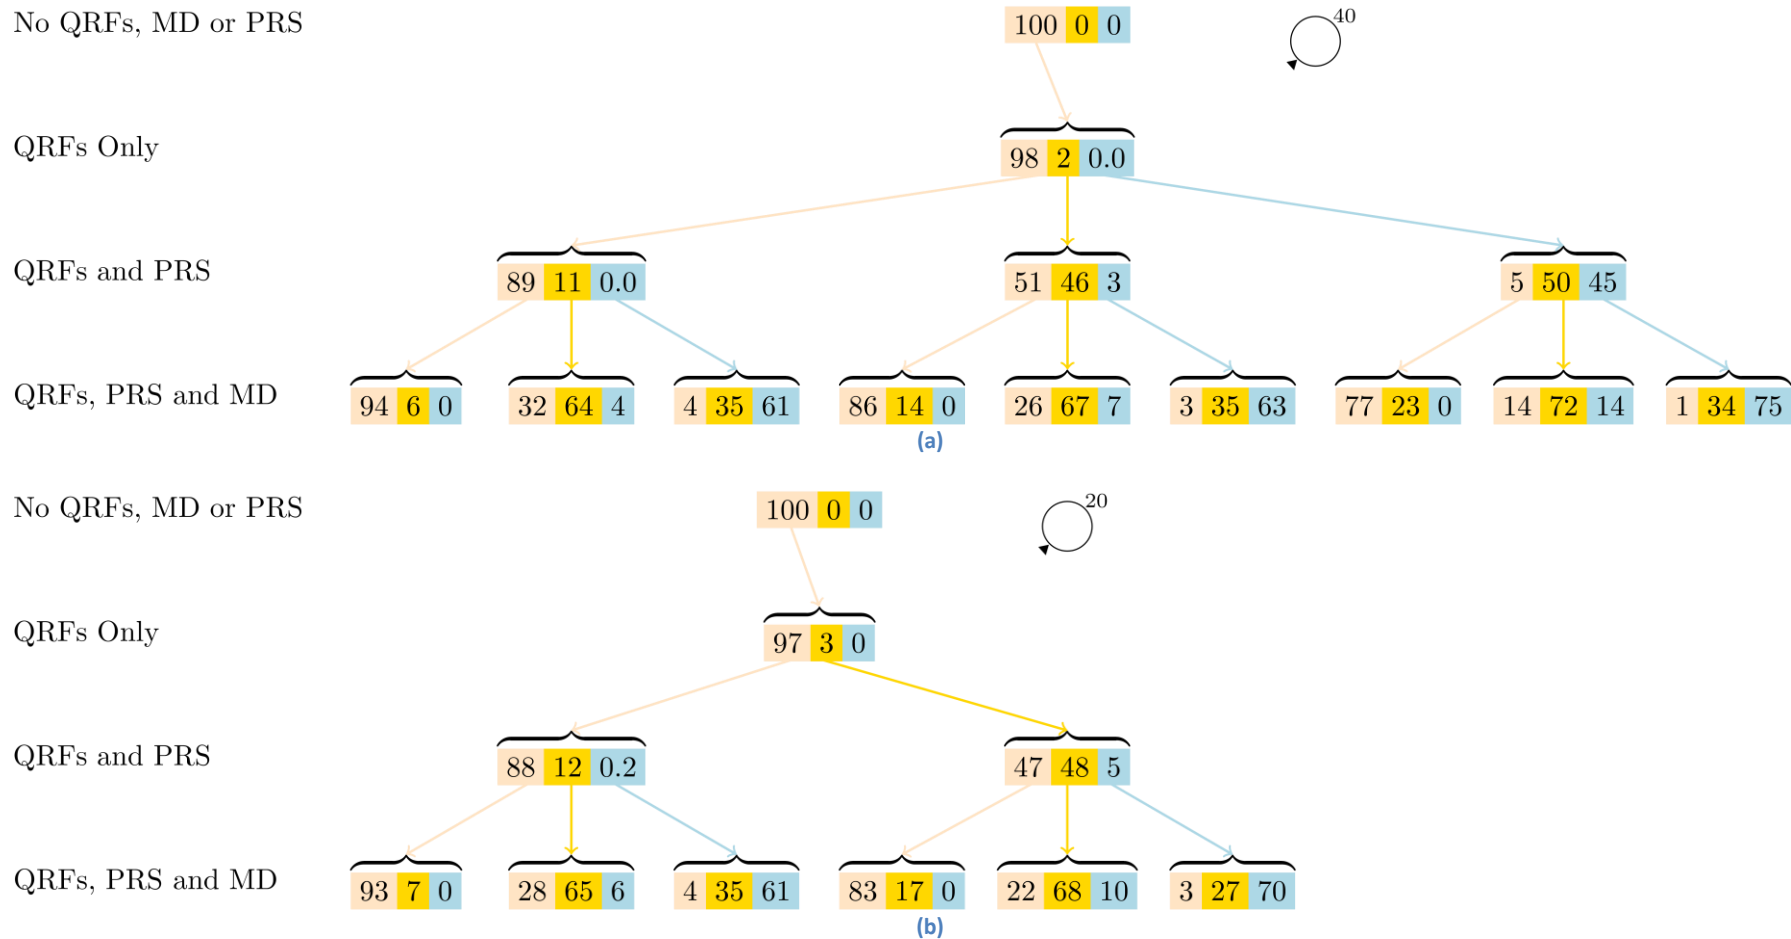 No QRFs, MD or PRS 100 0 0 40
QRFs Only 98 2 0.0
QRFs and PRS 89 11 0.0 51 46 3 5 50 45
QRFs, PRS and MD 94 6 0 32 64 4 4 35 61 86 14 0 26 67 7 3 35 63 77 23 0 14 72 14 1 34 75
(a)
No QRFs, MD or PRS 100 0 0 20
QRFs Only 97 3 0
QRFs and PRS 88 12 0.2 47 48 5
QRFs, PRS and MD 93 7 0 28 65 6 4 35 61 83 17 0 22 68 10 3 27 70
(b)